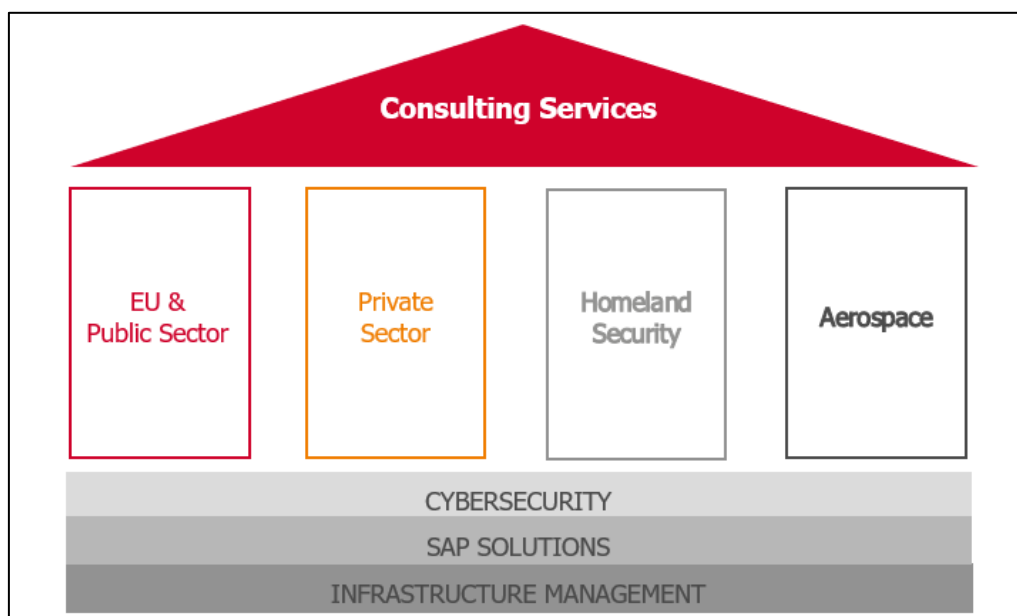 Consulting Services
EU &
Public Sector
Private
Sector
Homeland
Security
Aerospace
CYBERSECURITY
SAP SOLUTIONS
INFRASTRUCTURE MANAGEMENT